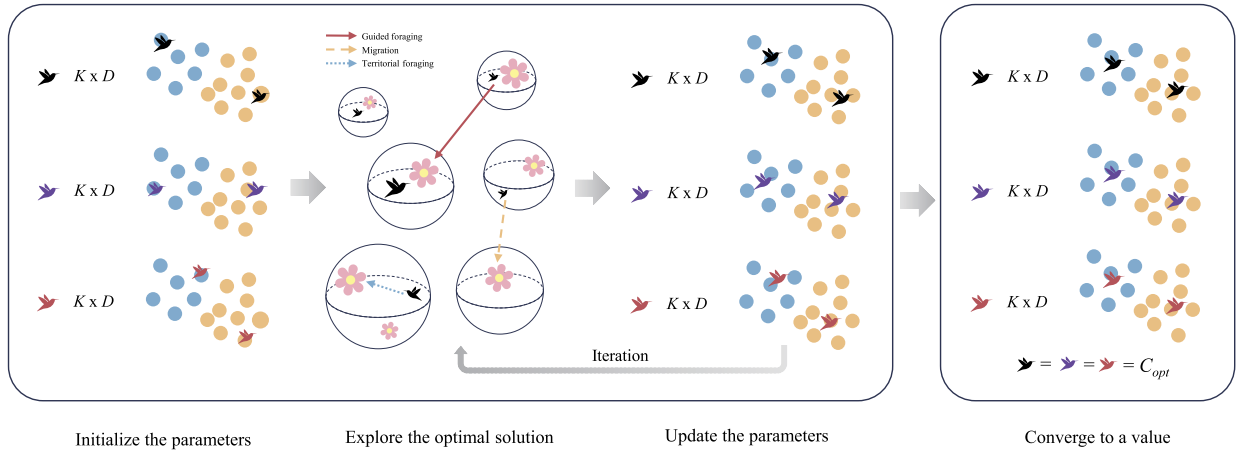 Guided foraging
Migration
Territorial foraging
K x D
K x D
K x D
K x D
K x D
K x D
K x D
K x D
K x D
Iteration
= = = C_opt
Initialize the parameters
Explore the optimal solution
Update the parameters
Converge to a value